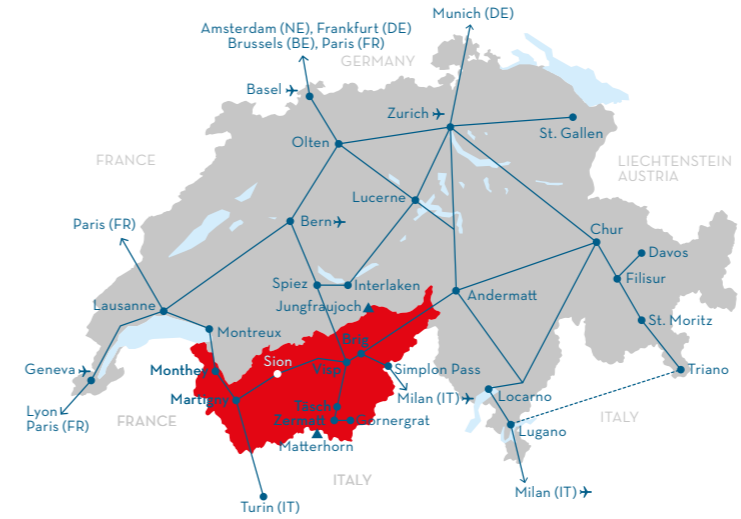 Munich (DE)
Amsterdam (NE), Frankfurt (DE)
Brussels (BE), Paris (FR)
GERMANY
Basel
Zurich
St. Gallen
Olten
FRANCE
LIECHTENSTEIN
AUSTRIA
Lucerne
Paris (FR)
Bern
Chur
Davos
Filisur
Spiez
Interlaken
Andermatt
Jungfraujoch
Lausanne
St. Moritz
Montreux
Brig
Geneva
Monthey
Sion
Visp
Simplon Pass
Triano
Milan (IT)
Locarno
Martigny
Lyon
Paris (FR)
FRANCE
Täsch
Zermatt
Gornergrat
ITALY
Lugano
Matterhorn
ITALY
Milan (IT)
Turin (IT)